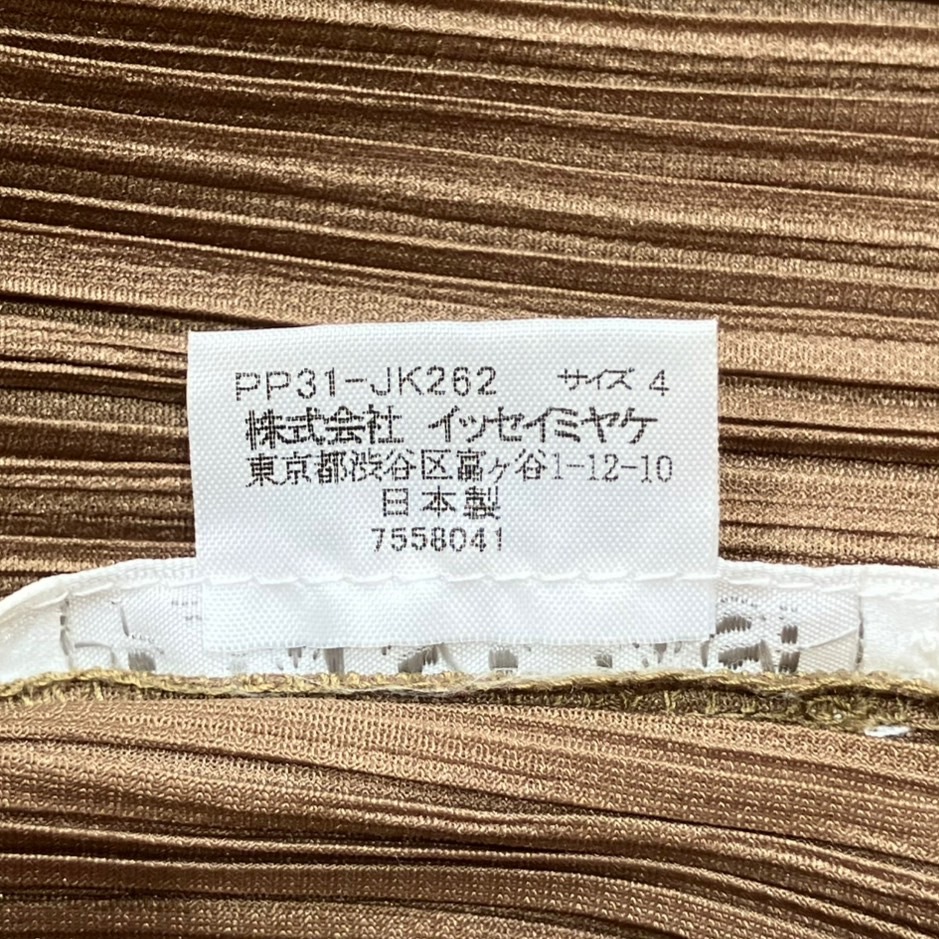 PP31-JK262 サイズ 4
株式会社 イッセイミヤケ
東京都渋谷区富ヶ谷1-12-10
日本製
7558041